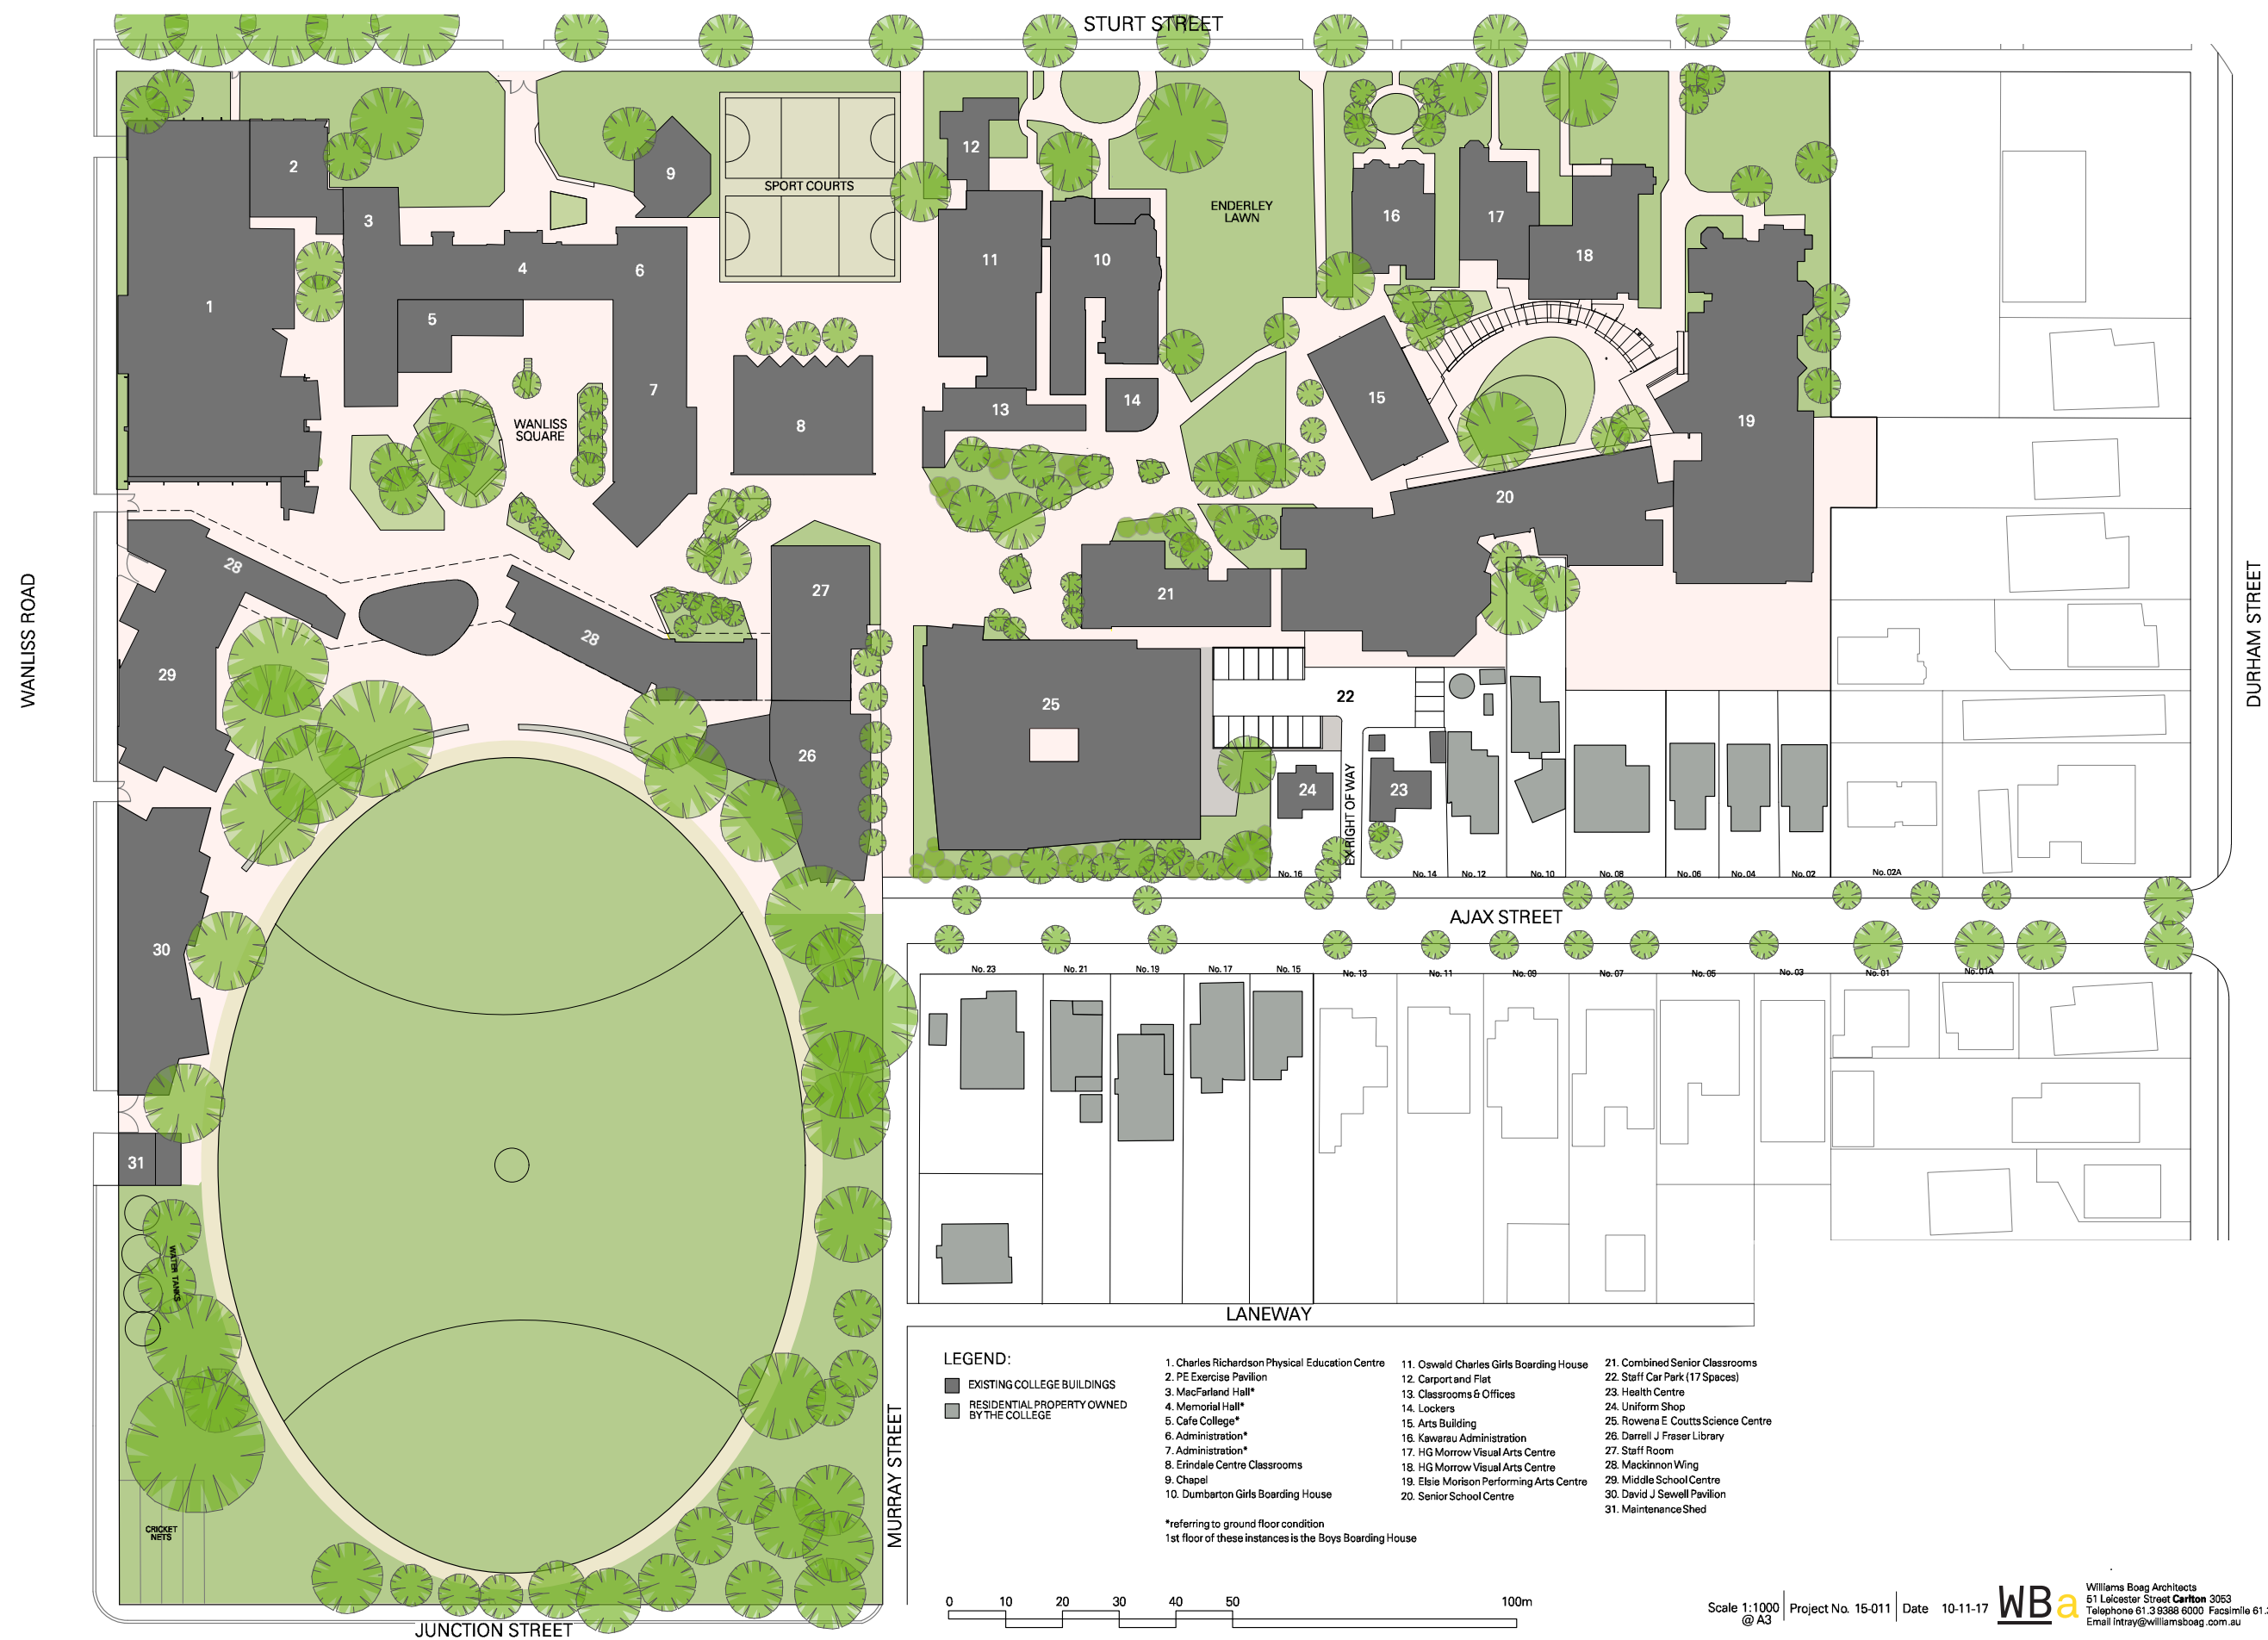 STURT STREET
WANLISS ROAD
DURHAM STREET
1
2
3
4
5
6
7
8
9
SPORT COURTS
10
11
12
13
14
ENDERLEY
LAWN
15
16
17
18
19
20
WANLISS
SQUARE
21
22
23
24
25
26
27
28
28
29
30
31
EX RIGHT OF WAY
No. 16
No. 14
No. 12
No. 10
No. 08
No. 06
No. 04
No. 02
No. 02A
AJAX STREET
No. 23
No. 21
No. 19
No. 17
No. 15
No. 13
No. 11
No. 09
No. 07
No. 05
No. 03
No. 01
No. 01A
WATER TANKS
CRICKET
NETS
MURRAY STREET
LANEWAY
JUNCTION STREET
LEGEND:
EXISTING COLLEGE BUILDINGS
RESIDENTIAL PROPERTY OWNED
BY THE COLLEGE
1. Charles Richardson Physical Education Centre
2. PE Exercise Pavilion
3. MacFarland Hall*
4. Memorial Hall*
5. Cafe College*
6. Administration*
7. Administration*
8. Erindale Centre Classrooms
9. Chapel
10. Dumbarton Girls Boarding House
11. Oswald Charles Girls Boarding House
12. Carport and Flat
13. Classrooms & Offices
14. Lockers
15. Arts Building
16. Kawarau Administration
17. HG Morrow Visual Arts Centre
18. HG Morrow Visual Arts Centre
19. Elsie Morison Performing Arts Centre
20. Senior School Centre
21. Combined Senior Classrooms
22. Staff Car Park (17 Spaces)
23. Health Centre
24. Uniform Shop
25. Rowena E Coutts Science Centre
26. Darrell J Fraser Library
27. Staff Room
28. Mackinnon Wing
29. Middle School Centre
30. David J Sewell Pavilion
31. Maintenance Shed
*referring to ground floor condition
1st floor of these instances is the Boys Boarding House
0 10 20 30 40 50 100m
Scale 1:1000
@ A3
Project No. 15-011
Date 10-11-17
WBa
Williams Boag Architects
51 Leicester Street Carlton 3053
Telephone 61.3 9388 6000 Facsimile 61.
Email intray@williamsboag.com.au